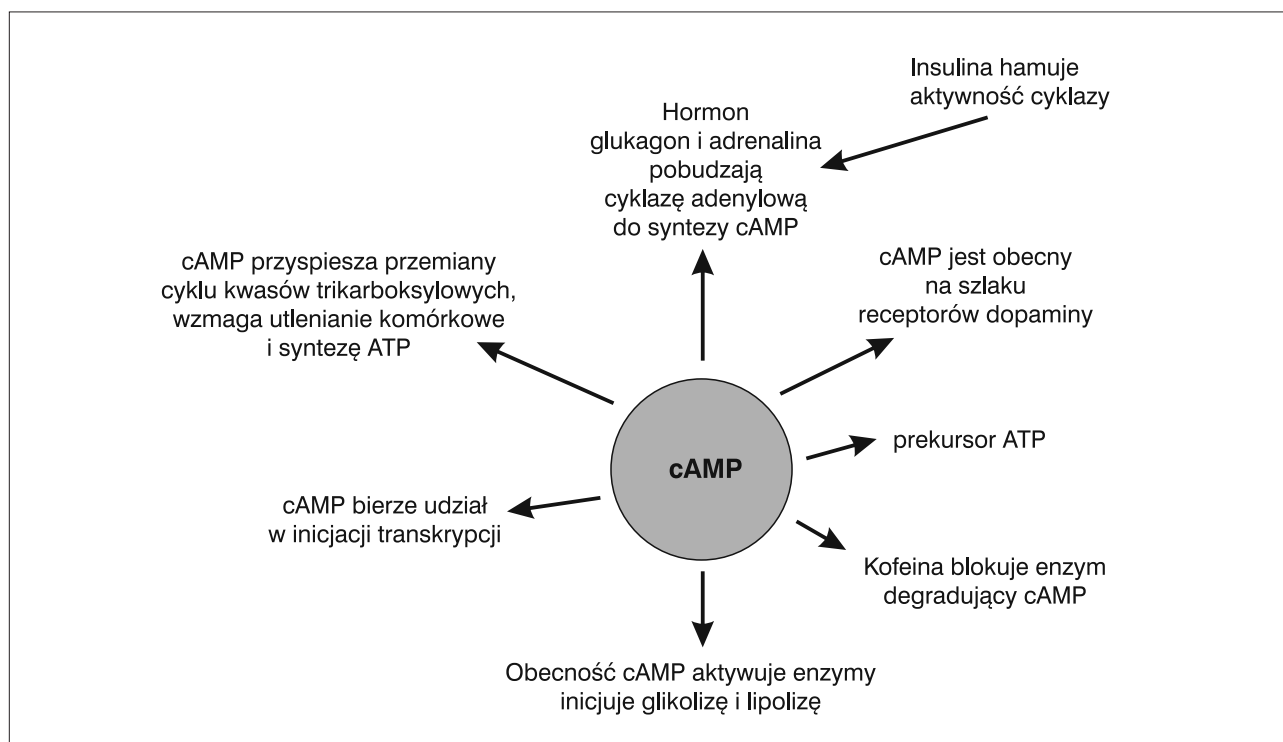 Insulina hamuje
aktywność cyklazy
Hormon
glukagon i adrenalina
pobudzają
cyklazę adenylową
do syntezy cAMP
cAMP przyspiesza przemiany
cyklu kwasów trikarboksylowych,
wzmaga utlenianie komórkowe
i syntezę ATP
cAMP jest obecny
na szlaku
receptorów dopaminy
cAMP
prekursor ATP
cAMP bierze udział
w inicjacji transkrypcji
Kofeina blokuje enzym
degradujący cAMP
Obecność cAMP aktywuje enzymy
inicjuje glikolizę i lipolizę